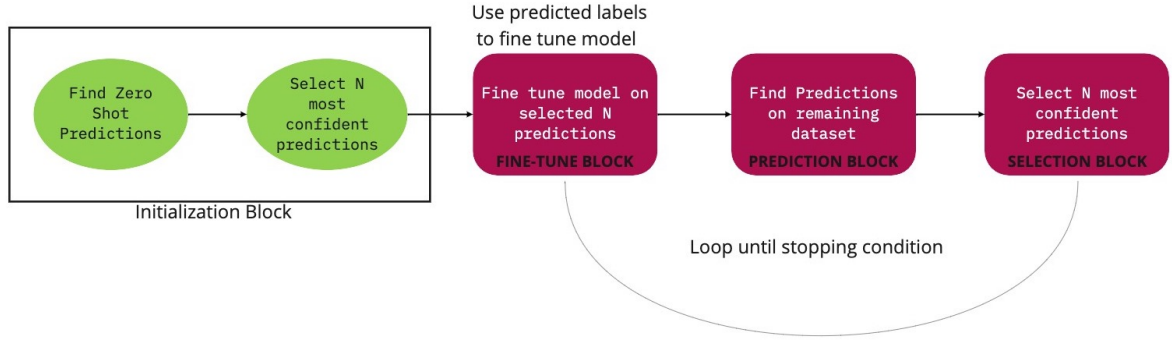 Use predicted labels
to fine tune model
Find Zero
Shot
Predictions
Select N
most
confident
predictions
Initialization Block
Fine tune model on
selected N
predictions
FINE-TUNE BLOCK
Find Predictions
on remaining
dataset
PREDICTION BLOCK
Select N most
confident
predictions
SELECTION BLOCK
Loop until stopping condition